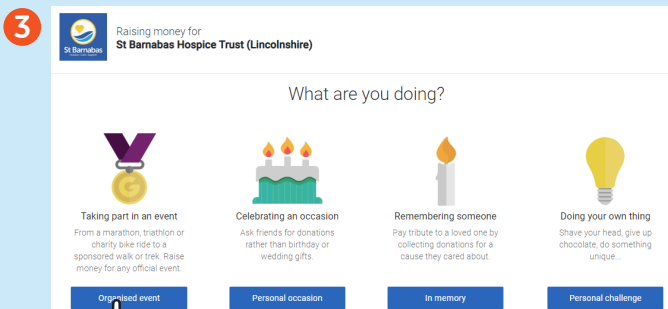 3
Raising money for
St Barnabas Hospice Trust (Lincolnshire)
St Barnabas
What are you doing?
Taking part in an event
From a marathon, triathlon or
charity bike ride to a
sponsored walk or trek. Raise
money for any official event.
Organised event
Celebrating an occasion
Ask friends for donations
rather than birthday or
wedding gifts.
Personal occasion
Remembering someone
Pay tribute to a loved one by
collecting donations for a
cause they cared about.
In memory
Doing your own thing
Shave your head, give up
chocolate, do something
unique...
Personal challenge